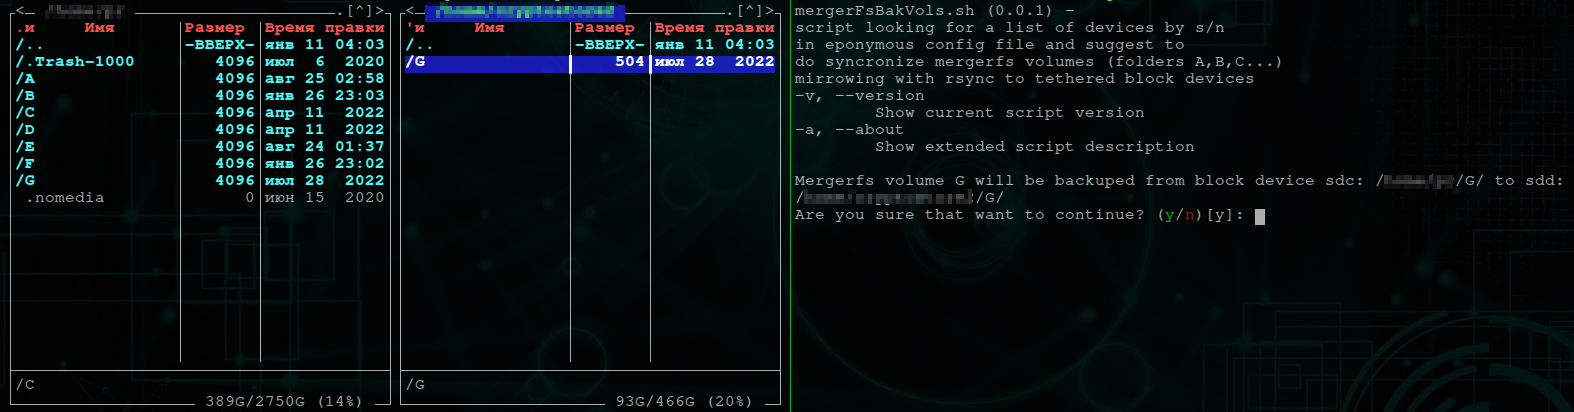 <─ .[^]>
.и Имя Размер Время правки
/.. -ВВЕРХ- янв 11 04:03
/.Trash-1000 4096 июл 6 2020
/A 4096 авг 25 02:58
/B 4096 янв 26 23:03
/C 4096 апр 11 2022
/D 4096 апр 11 2022
/E 4096 авг 24 01:37
/F 4096 янв 26 23:02
/G 4096 июл 28 2022
.nomedia 0 июн 15 2020
/C
389G/2750G (14%)
<─ .[^]>
'и Имя Размер Время правки
/.. -ВВЕРХ- янв 11 04:03
/G 504 июл 28 2022
/G
93G/466G (20%)
mergerFsBakVols.sh (0.0.1) -
script looking for a list of devices by s/n
in eponymous config file and suggest to
do syncronize mergerfs volumes (folders A,B,C...)
mirrowing with rsync to tethered block devices
-v, --version
Show current script version
-a, --about
Show extended script description
Mergerfs volume G will be backuped from block device sdc: / /G/ to sdd:
/ /G/
Are you sure that want to continue? (y/n)[y]: